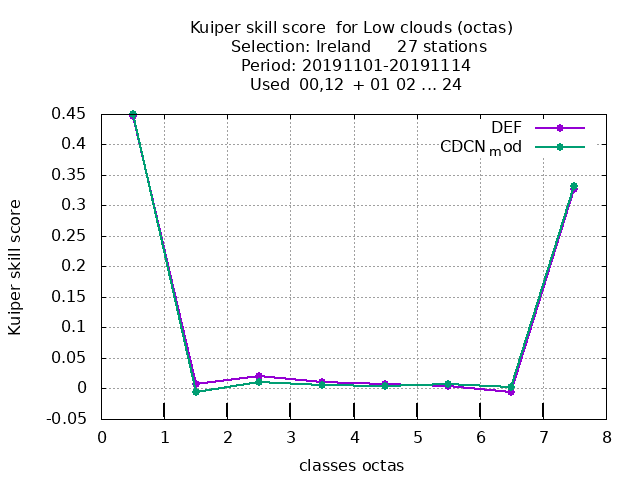 Kuiper skill score  for Low clouds (octas)
Selection: Ireland     27 stations
Period: 20191101-20191114
Used  00,12  + 01 02 ... 24
DEF
CDCN_mod
Kuiper skill score
0.45
0.4
0.35
0.3
0.25
0.2
0.15
0.1
0.05
0
-0.05
0 1 2 3 4 5 6 7 8
classes octas